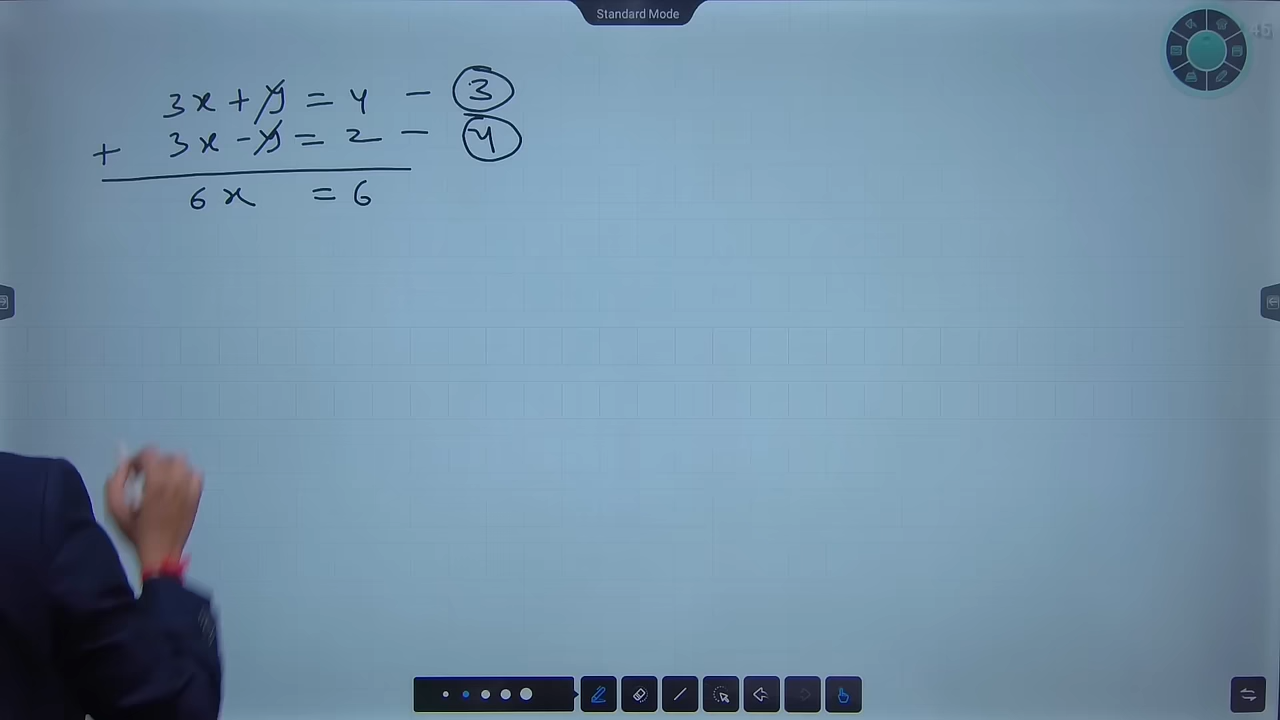 Standard Mode
3x + y = 4 - 3
+ 3x - y = 2 - 4
6x = 6